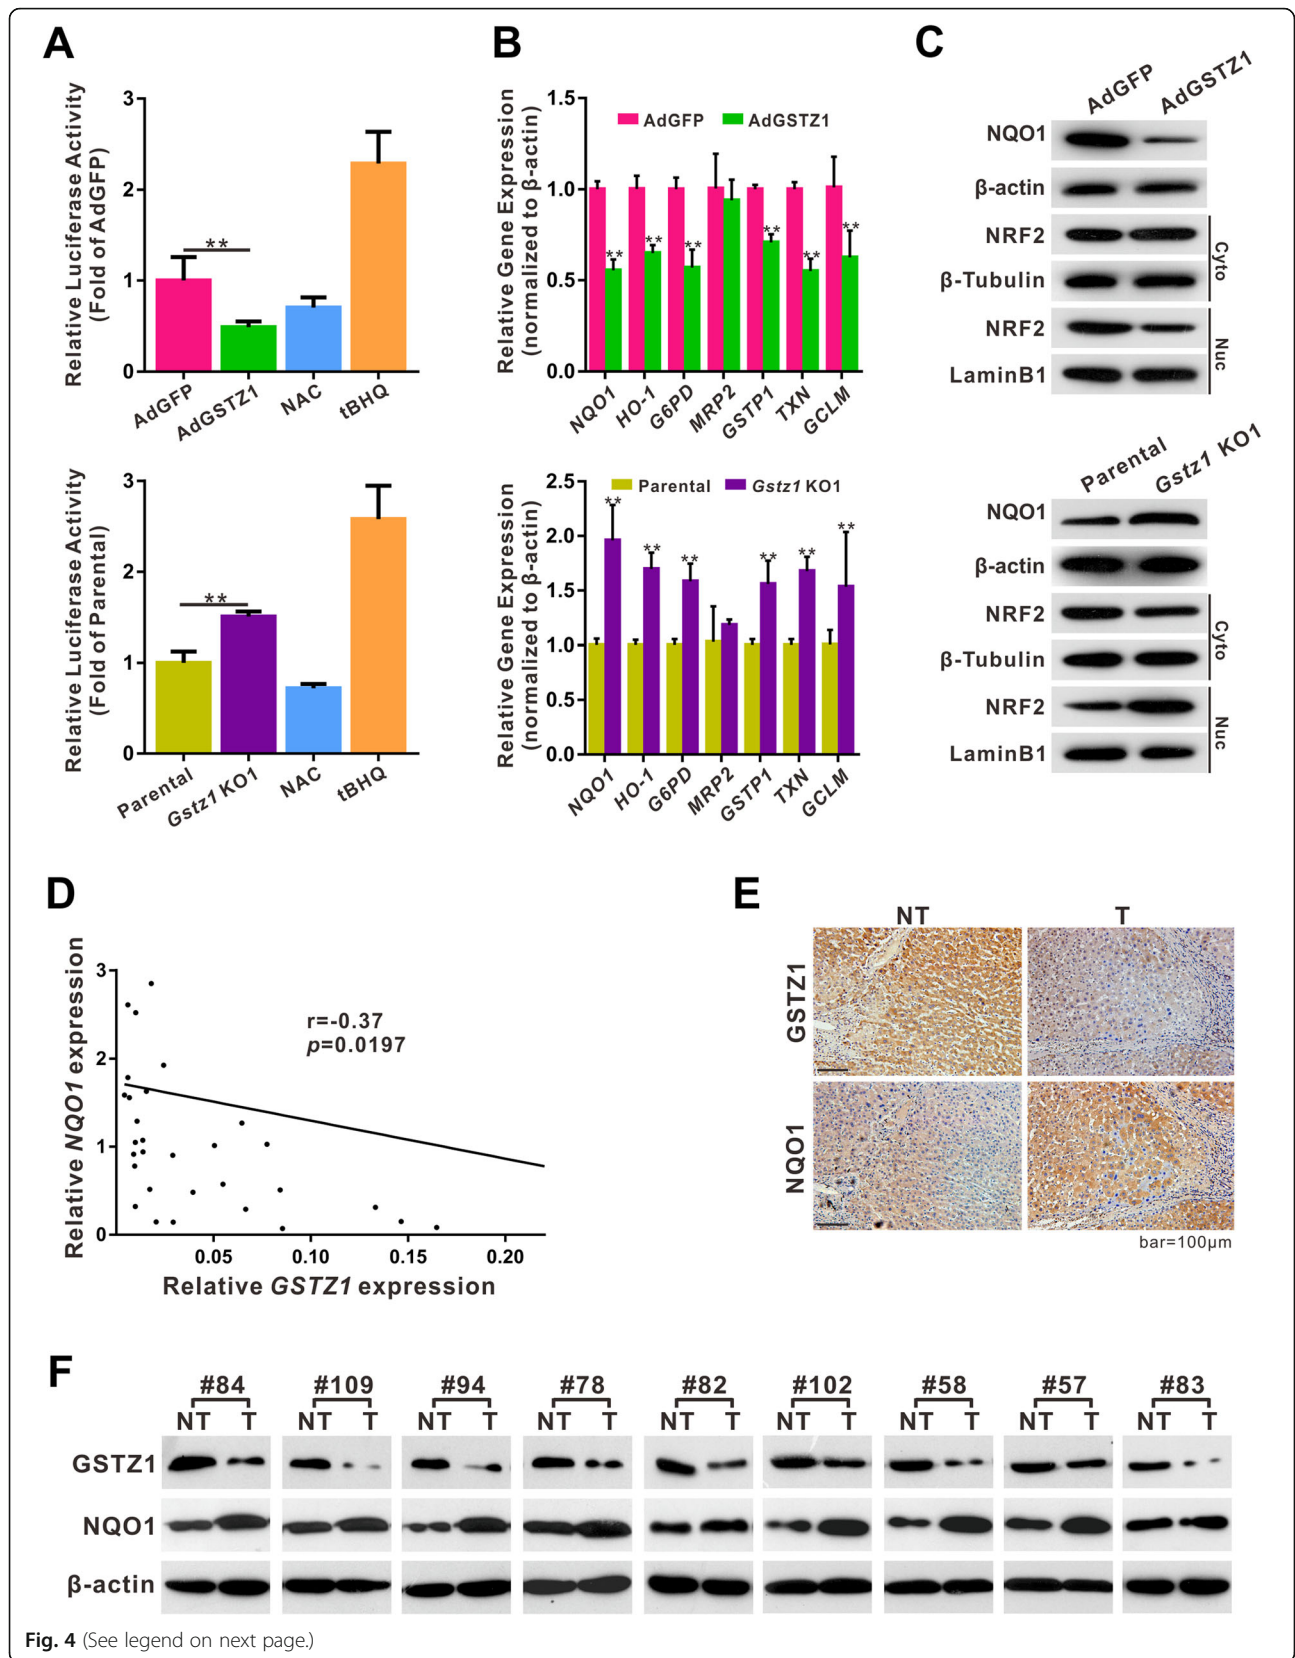 A
Relative Luciferase Activity
(Fold of AdGFP)
3
2
1
0
**
AdGFP
AdGSTZ1
NAC
tBHQ
Relative Luciferase Activity
(Fold of Parental)
3
2
1
0
**
Parental
Gstz1 KO1
NAC
tBHQ
B
Relative Gene Expression
(normalized to β-actin)
1.5
1.0
0.5
0.0
AdGFP AdGSTZ1
** ** ** ** ** **
NQO1
HO-1
G6PD
MRP2
GSTP1
TXN
GCLM
Relative Gene Expression
(normalized to β-actin)
2.5
2.0
1.5
1.0
0.5
0.0
Parental Gstz1 KO1
** ** ** ** ** **
NQO1
HO-1
G6PD
MRP2
GSTP1
TXN
GCLM
C
AdGFP AdGSTZ1
NQO1
β-actin
NRF2
β-Tubulin
Cyto
NRF2
LaminB1
Nuc
Parental Gstz1 KO1
NQO1
β-actin
NRF2
β-Tubulin
Cyto
NRF2
LaminB1
Nuc
D
Relative NQO1 expression
3
2
1
0
r=-0.37
p=0.0197
0.05 0.10 0.15 0.20
Relative GSTZ1 expression
E
NT T
GSTZ1
NQO1
bar=100μm
F
#84 #109 #94 #78 #82 #102 #58 #57 #83
NT T NT T NT T NT T NT T NT T NT T NT T NT T
GSTZ1
NQO1
β-actin
Fig. 4 (See legend on next page.)